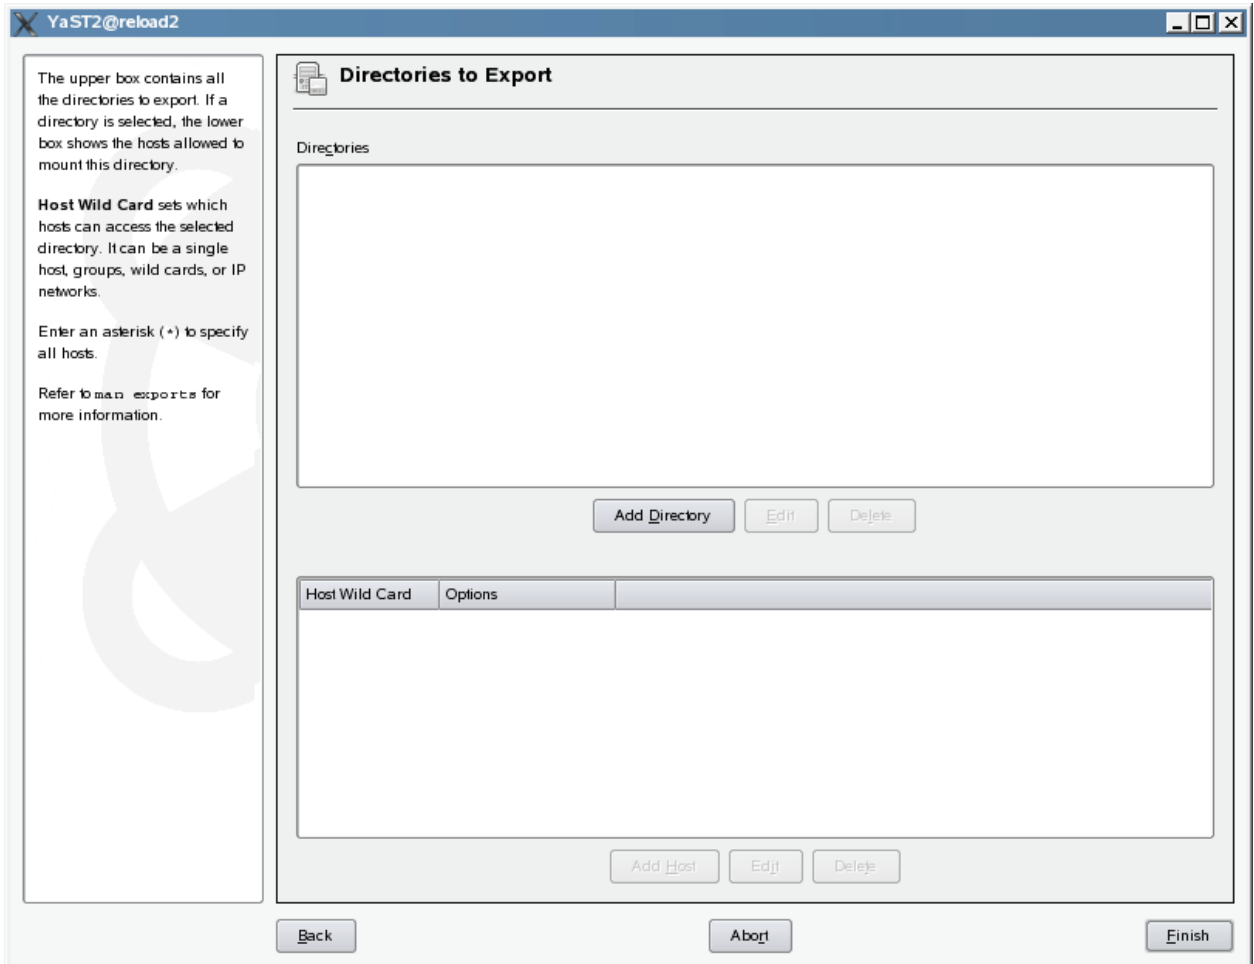 YaST2@reload2
The upper box contains all
the directories to export. If a
directory is selected, the lower
box shows the hosts allowed to
mount this directory.
Host Wild Card sets which
hosts can access the selected
directory. It can be a single
host, groups, wild cards, or IP
networks.
Enter an asterisk (*) to specify
all hosts.
Refer to man exports for
more information.
Directories to Export
Directories
Add Directory Edit Delete
Host Wild Card Options
Add Host Edit Delete
Back Abort Finish